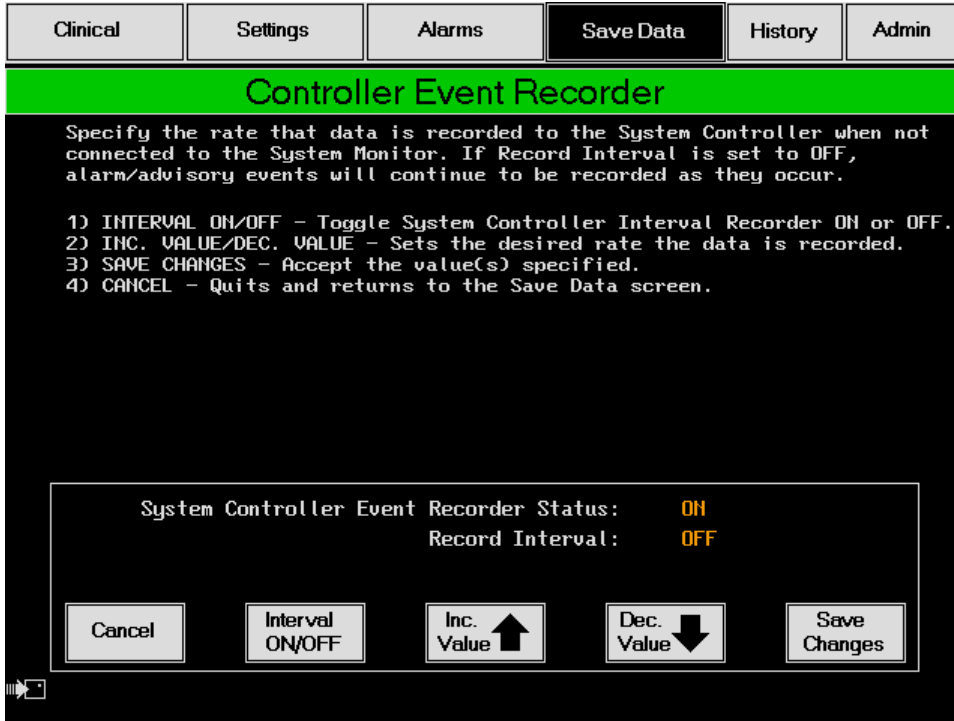 Clinical Settings Alarms Save Data History Admin
Controller Event Recorder
Specify the rate that data is recorded to the System Controller when not
connected to the System Monitor. If Record Interval is set to OFF,
alarm/advisory events will continue to be recorded as they occur.
1) INTERVAL ON/OFF – Toggle System Controller Interval Recorder ON or OFF.
2) INC. VALUE/DEC. VALUE – Sets the desired rate the data is recorded.
3) SAVE CHANGES – Accept the value(s) specified.
4) CANCEL – Quits and returns to the Save Data screen.
System Controller Event Recorder Status: ON
Record Interval: OFF
Cancel
Interval
ON/OFF
Inc.
Value
Dec.
Value
Save
Changes